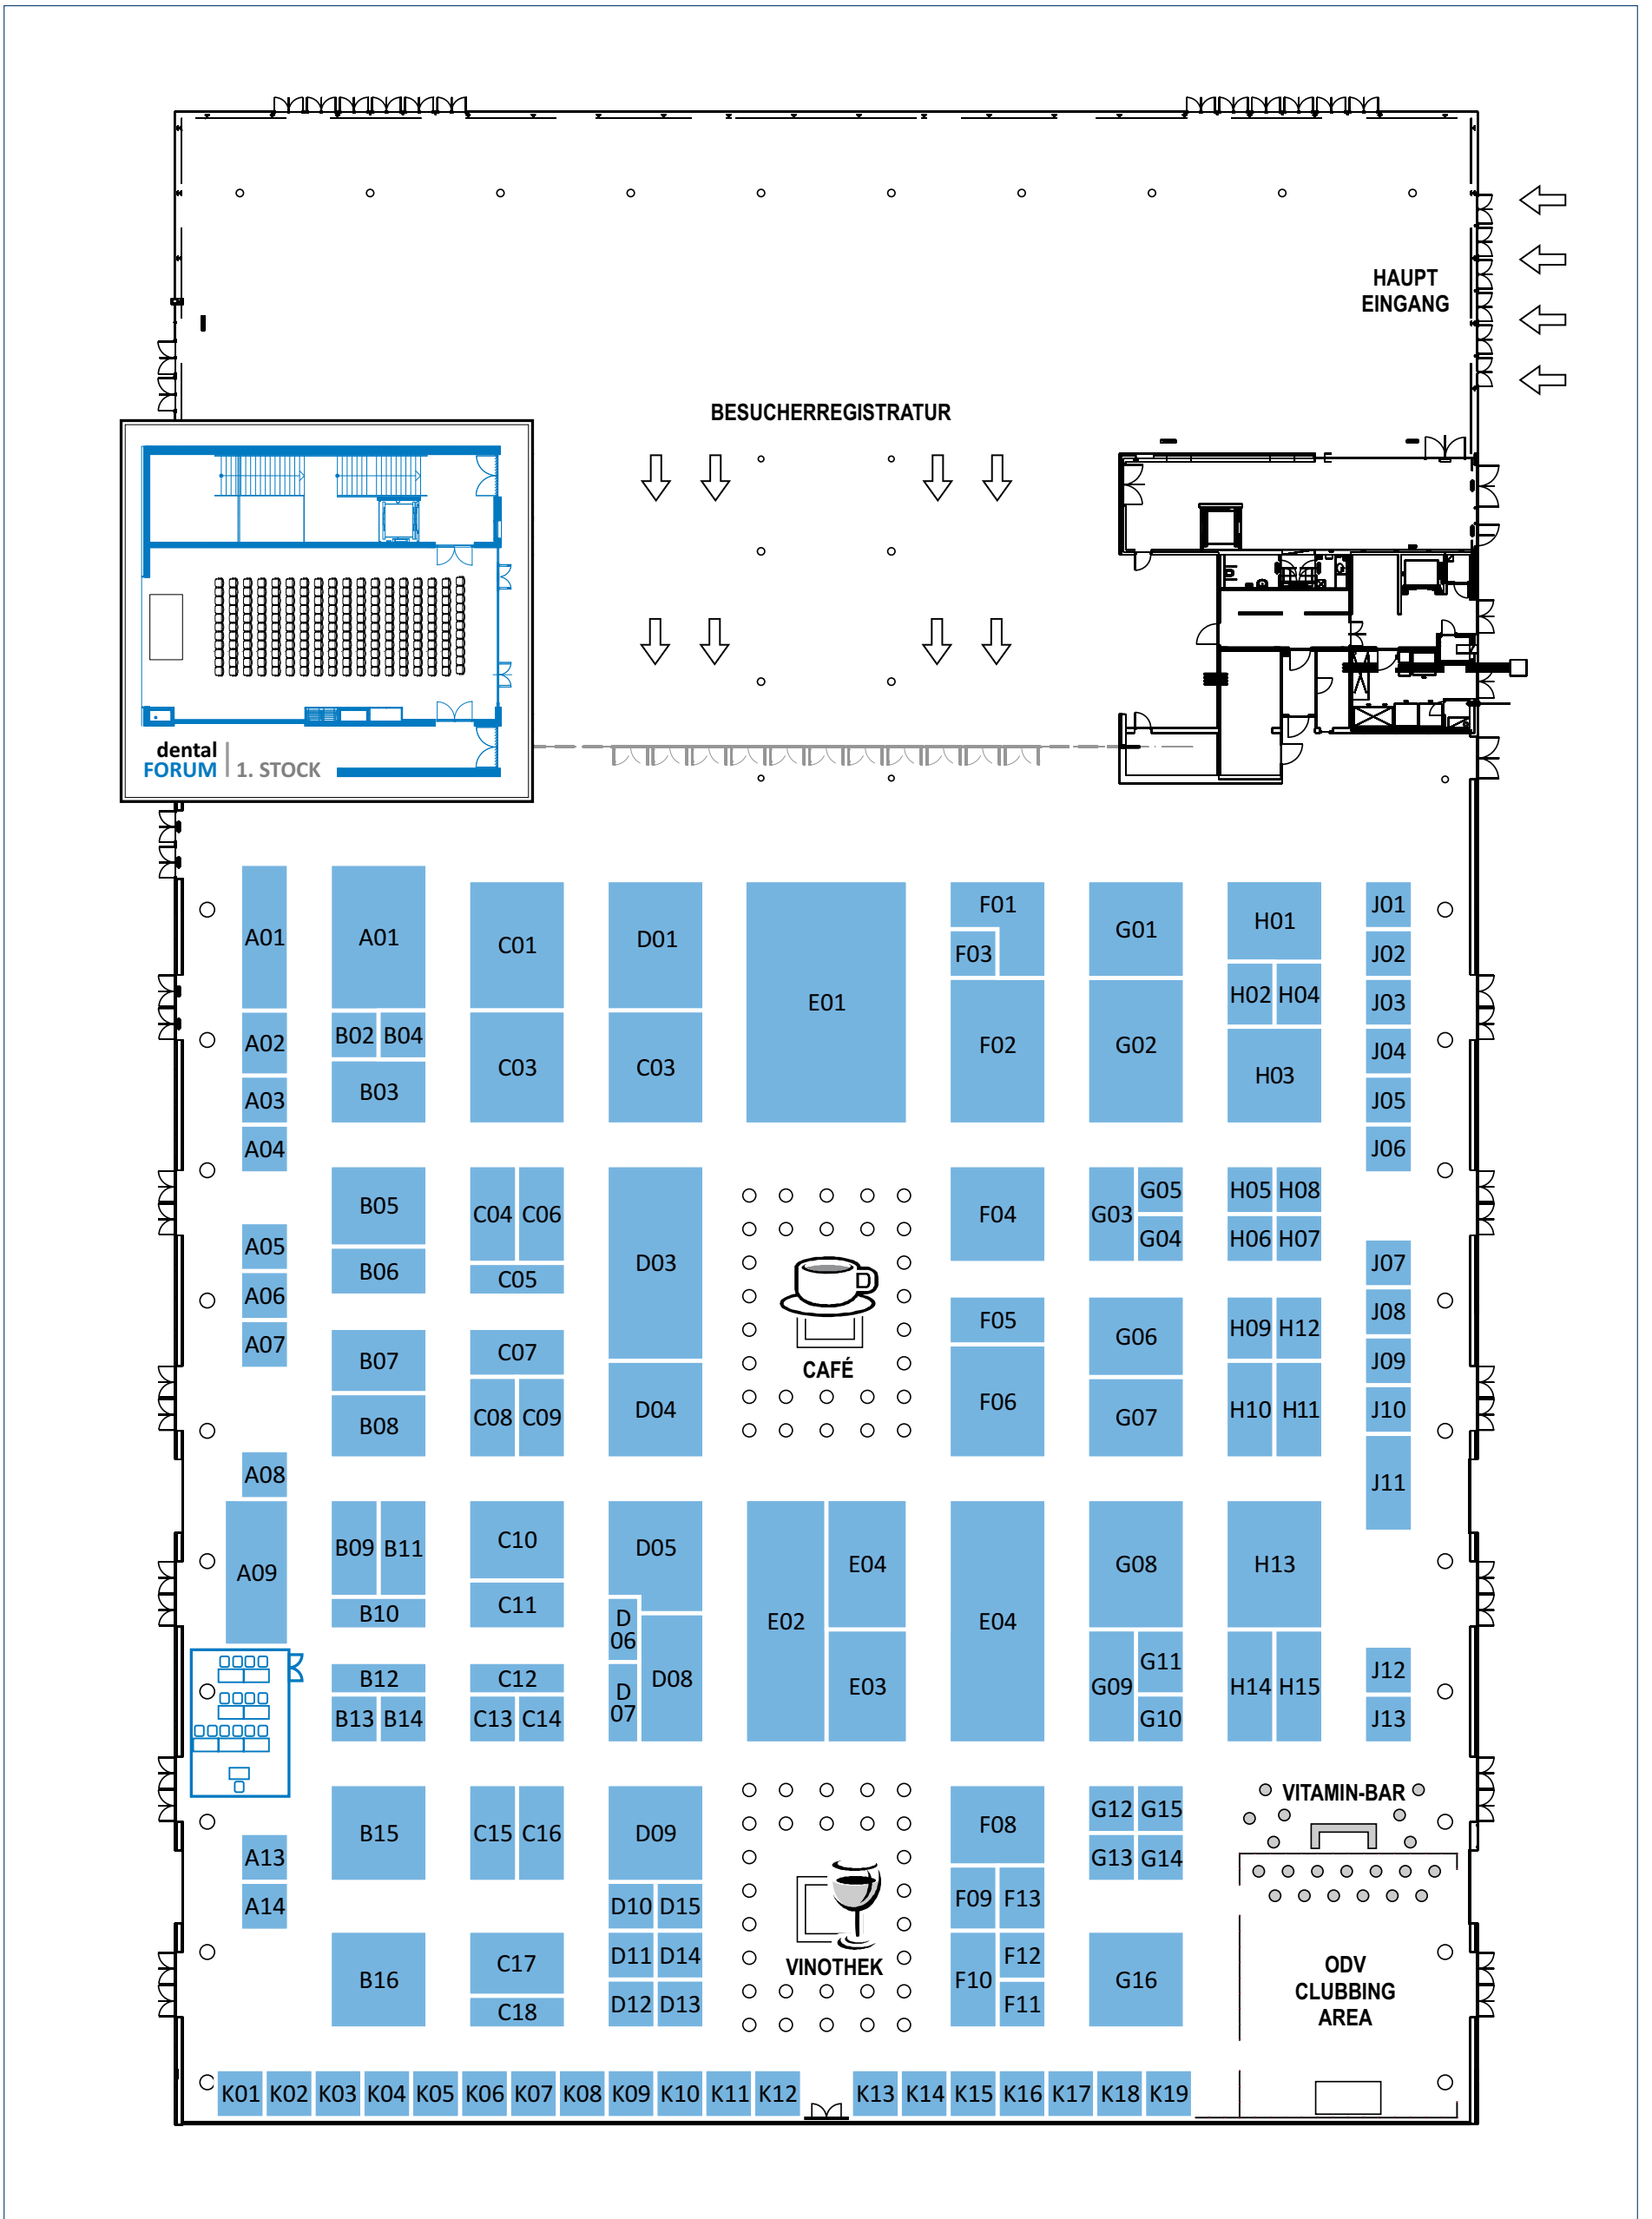 HAUPT
EINGANG
BESUCHERREGISTRATUR
dental
FORUM 1. STOCK
A01 A01 C01 D01 E01 F01 G01 H01 J01
F03 J02
H02 H04 J03
A02 B02 B04 C03 C03 F02 G02 H03 J04
A03 B03 J05
A04 J06
B05 C04 C06 D03 F04 G03 G05 H05 H08
G04 H06 H07
A05 B06 C05 J07
A06 J08
A07 B07 C07 CAFÉ F05 G06 H09 H12 J09
B08 C08 C09 D04 F06 G07 H10 H11 J10
A08 J11
A09 B09 B11 C10 D05 E02 E04 E04 G08 H13
B10 C11 D
06
B12 C12 D
07
D08 E03 G09 G11 H14 H15 J12
B13 B14 C13 C14 G10 J13
VITAMIN-BAR
B15 C15 C16 D09 F08 G12 G15
A13 G13 G14
A14 D10 D15 F09 F13
B16 C17 D11 D14 VINOTHEK F10 F12 G16
C18 D12 D13 F11
ODV
CLUBBING
AREA
K01 K02 K03 K04 K05 K06 K07 K08 K09 K10 K11 K12 K13 K14 K15 K16 K17 K18 K19